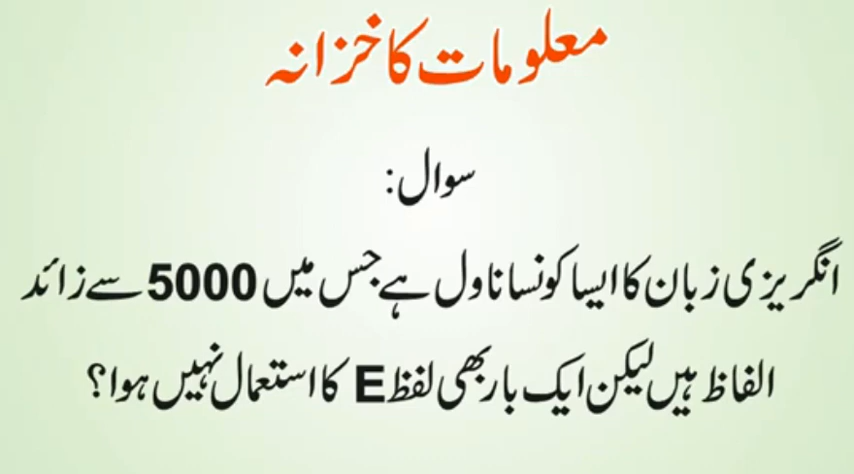 معلومات کا خزانہ
سوال:
انگریزی زبان کا ایسا کونسا ناول ہے جس میں 5000 سے زائد
الفاظ ہیں لیکن ایک بار بھی لفظ E کا استعمال نہیں ہوا؟